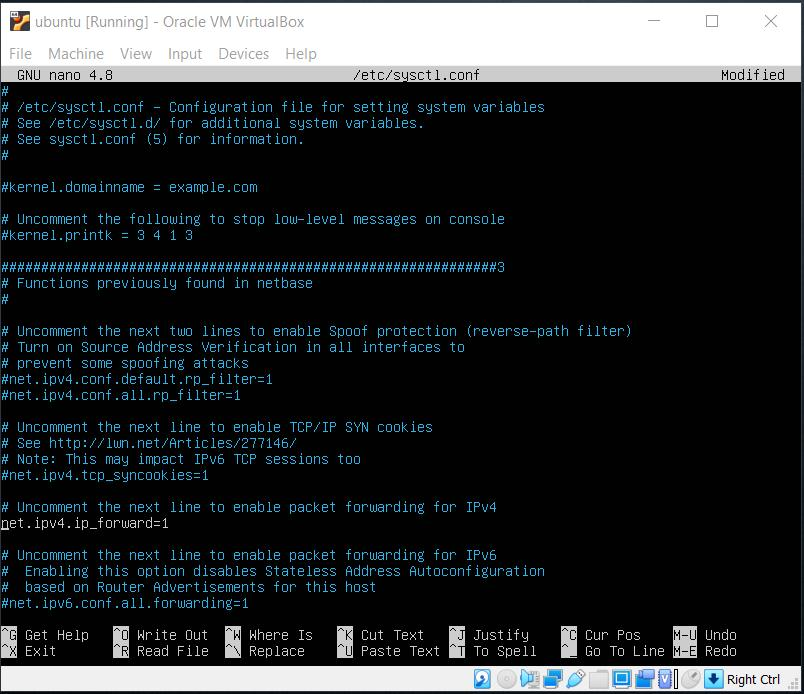 ubuntu [Running] - Oracle VM VirtualBox
File Machine View Input Devices Help
GNU nano 4.8 /etc/sysctl.conf Modified
#
# /etc/sysctl.conf - Configuration file for setting system variables
# See /etc/sysctl.d/ for additional system variables.
# See sysctl.conf (5) for information.
#
#kernel.domainname = example.com
# Uncomment the following to stop low-level messages on console
#kernel.printk = 3 4 1 3
##############################################################3
# Functions previously found in netbase
#
# Uncomment the next two lines to enable Spoof protection (reverse-path filter)
# Turn on Source Address Verification in all interfaces to
# prevent some spoofing attacks
#net.ipv4.conf.default.rp_filter=1
#net.ipv4.conf.all.rp_filter=1
# Uncomment the next line to enable TCP/IP SYN cookies
# See http://lwn.net/Articles/277146/
# Note: This may impact IPv6 TCP sessions too
#net.ipv4.tcp_syncookies=1
# Uncomment the next line to enable packet forwarding for IPv4
net.ipv4.ip_forward=1
# Uncomment the next line to enable packet forwarding for IPv6
#  Enabling this option disables Stateless Address Autoconfiguration
#  based on Router Advertisements for this host
#net.ipv6.conf.all.forwarding=1
^G Get Help ^O Write Out ^W Where Is ^K Cut Text ^J Justify ^C Cur Pos M-U Undo
^X Exit ^R Read File ^\ Replace ^U Paste Text ^T To Spell ^_ Go To Line M-E Redo
Right Ctrl